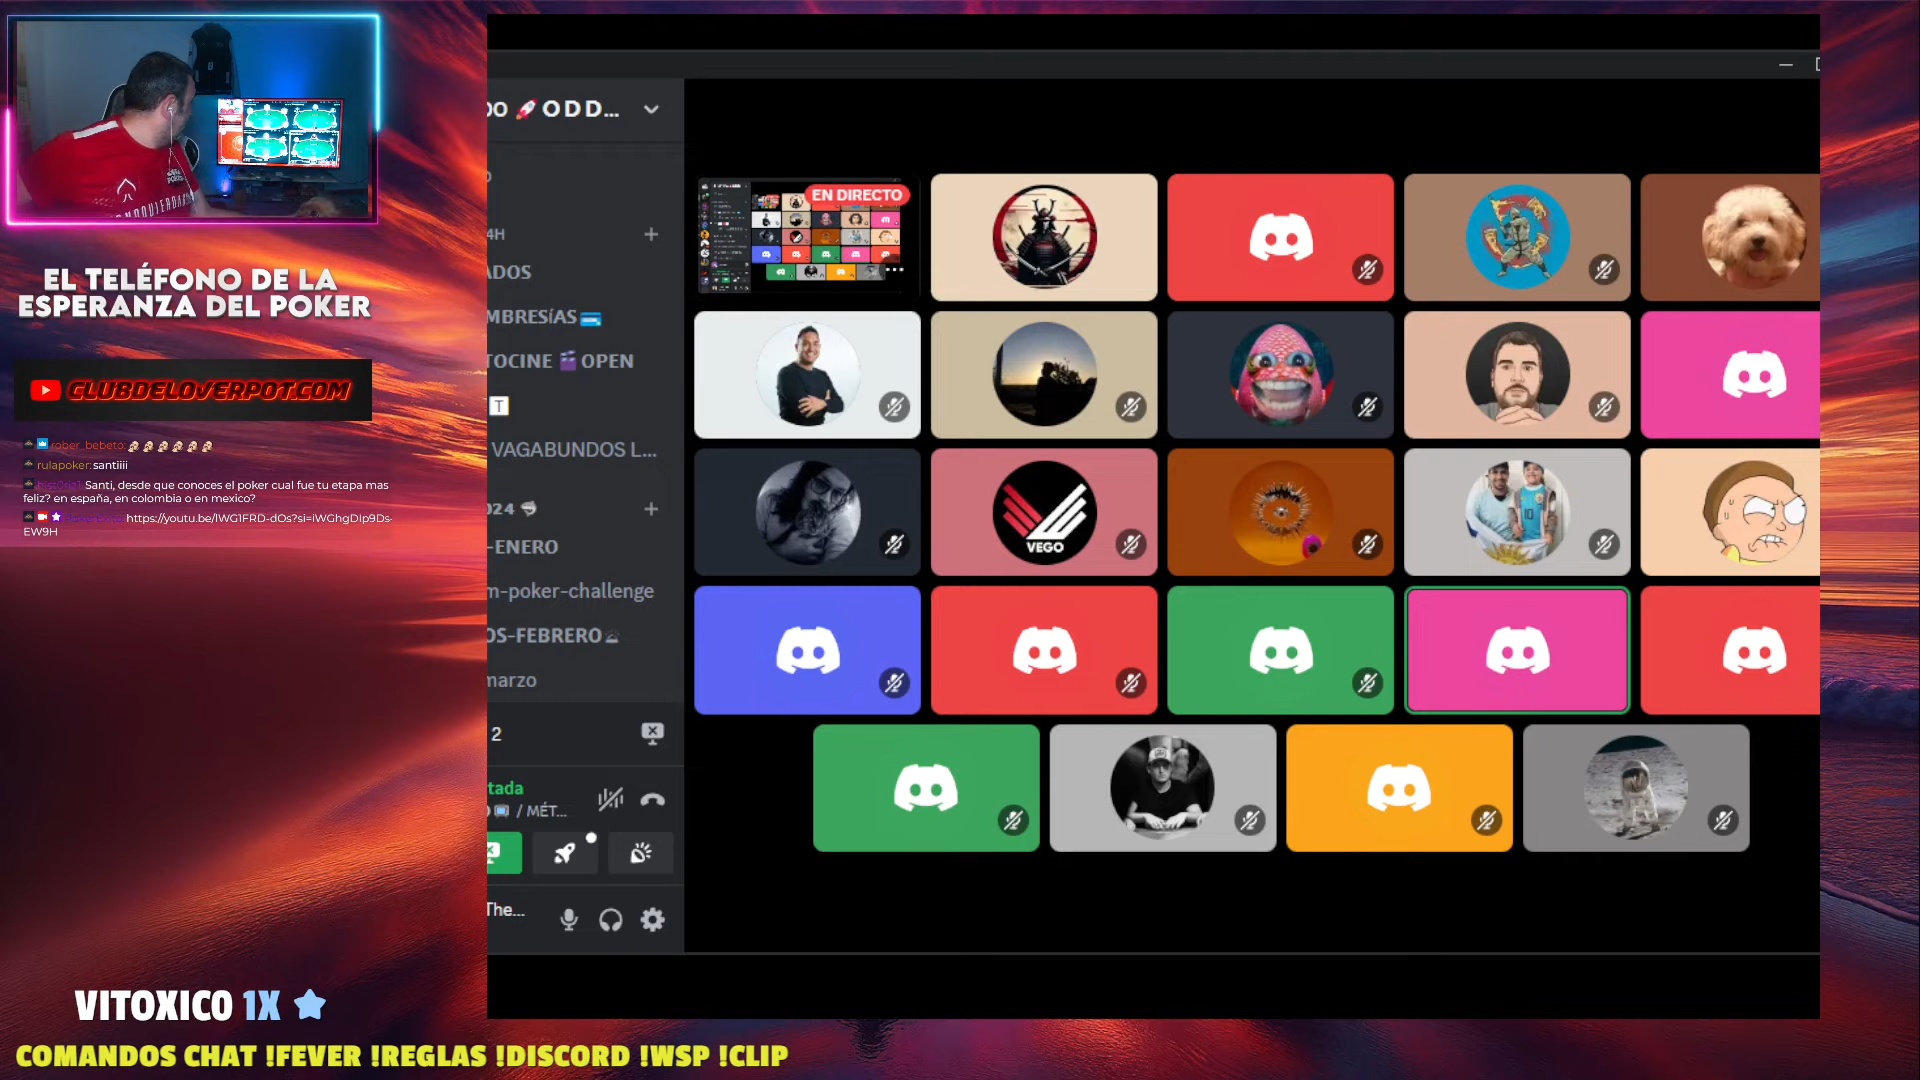 EL TELÉFONO DE LA
ESPERANZA DEL POKER
CLUBDELOVERPOT.COM
rober_bebeto:
rulapoker: santiiii
Santi, desde que conoces el poker cual fue tu etapa mas
feliz? en españa, en colombia o en mexico?
https://youtu.be/lWG1FRD-dOs?si=iWGhgDIp9Ds-
EW9H
VITOXICO 1X
COMANDOS CHAT !FEVER !REGLAS !DISCORD !WSP !CLIP
DO 🚀ODD...
4H
ADOS
MBRESíAS
TOCINE 🎬OPEN
T
VAGABUNDOS L...
024
-ENERO
m-poker-challenge
OS-FEBRERO
marzo
2
tada
/ MÉT...
The...
EN DIRECTO
VEGO